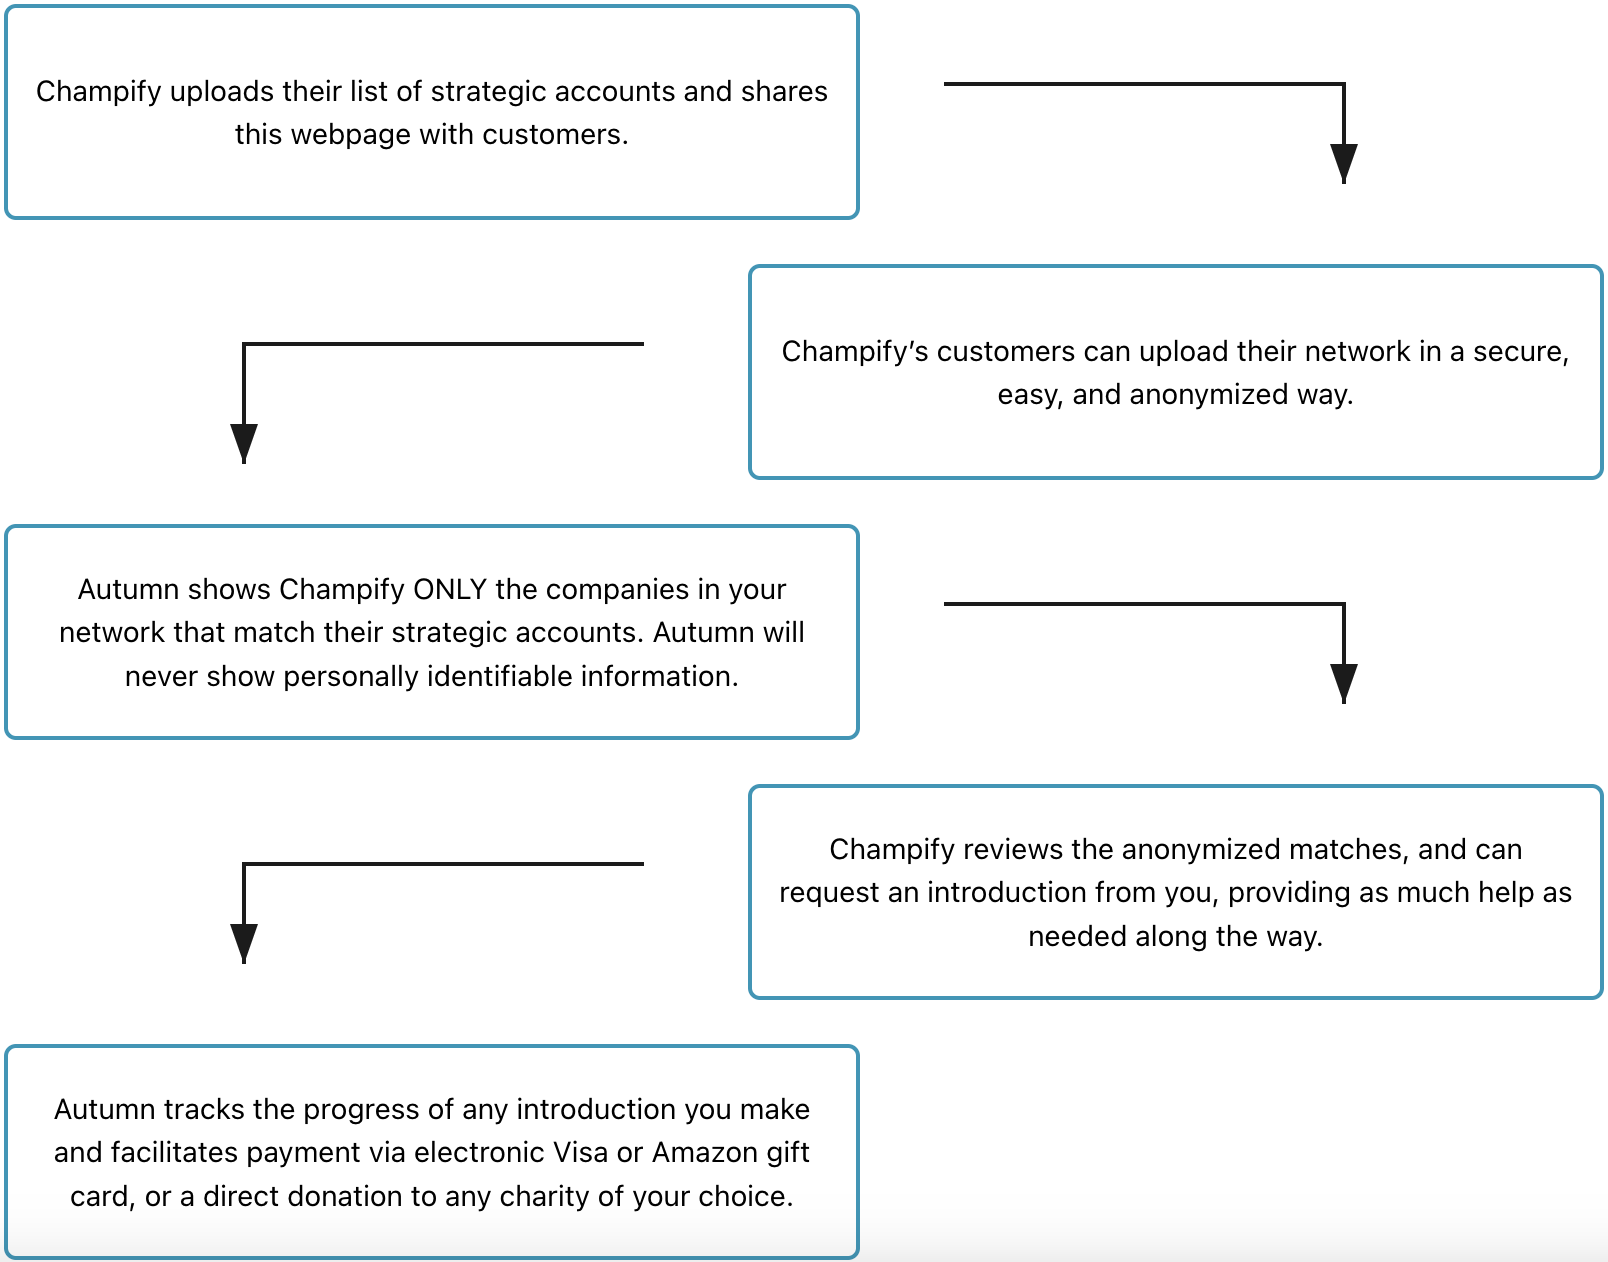 Champify uploads their list of strategic accounts and shares
this webpage with customers.
Champify’s customers can upload their network in a secure,
easy, and anonymized way.
Autumn shows Champify ONLY the companies in your
network that match their strategic accounts. Autumn will
never show personally identifiable information.
Champify reviews the anonymized matches, and can
request an introduction from you, providing as much help as
needed along the way.
Autumn tracks the progress of any introduction you make
and facilitates payment via electronic Visa or Amazon gift
card, or a direct donation to any charity of your choice.